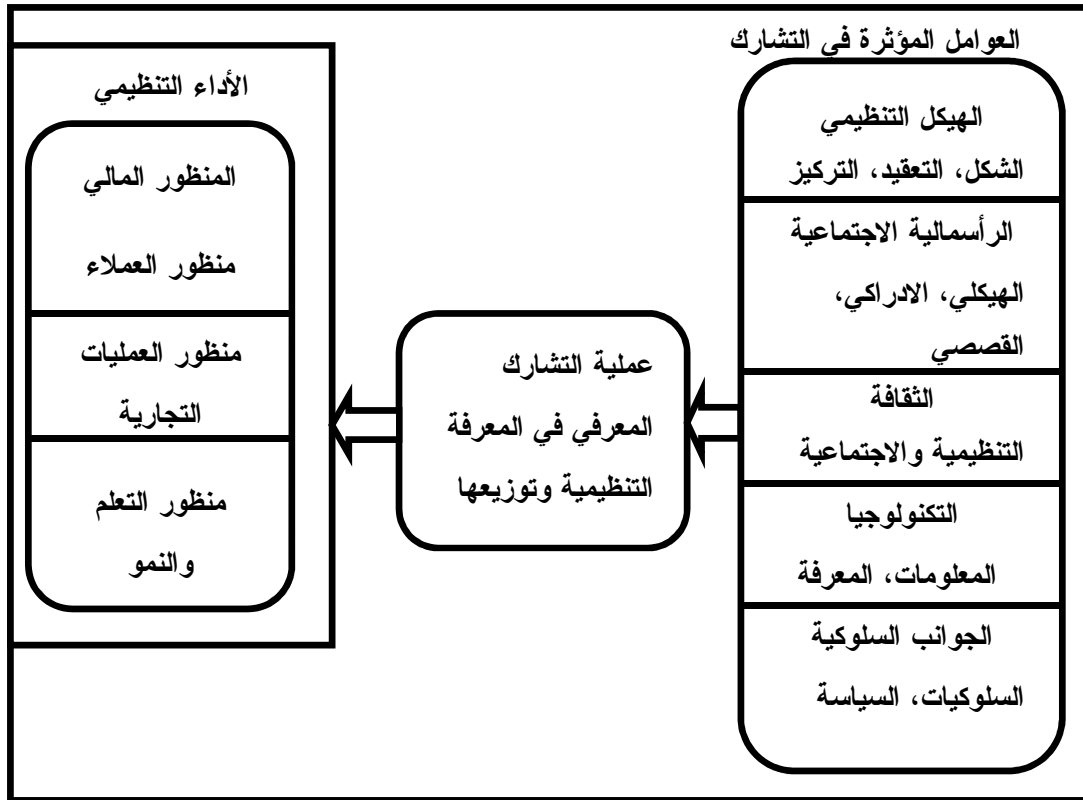 العوامل المؤثرة في التشارك
الهيكل التنظيمي
الشكل، التعقيد، التركيز
الرأسمالية الاجتماعية
الهيكلي، الادراكي،
القصصي
الثقافة
التنظيمية والاجتماعية
التكنولوجيا
المعلومات، المعرفة
الجوانب السلوكية
السلوكيات، السياسة
عملية التشارك
المعرفي في المعرفة
التنظيمية وتوزيعها
الأداء التنظيمي
المنظور المالي
منظور العملاء
منظور العمليات
التجارية
منظور التعلم
والنمو